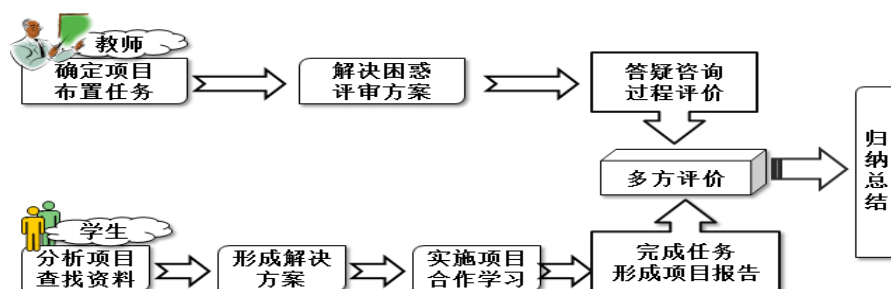 教师
确定项目
布置任务
解决困惑
评审方案
答疑咨询
过程评价
多方评价
归纳总结
学生
分析项目
查找资料
形成解决
方案
实施项目
合作学习
完成任务
形成项目报告